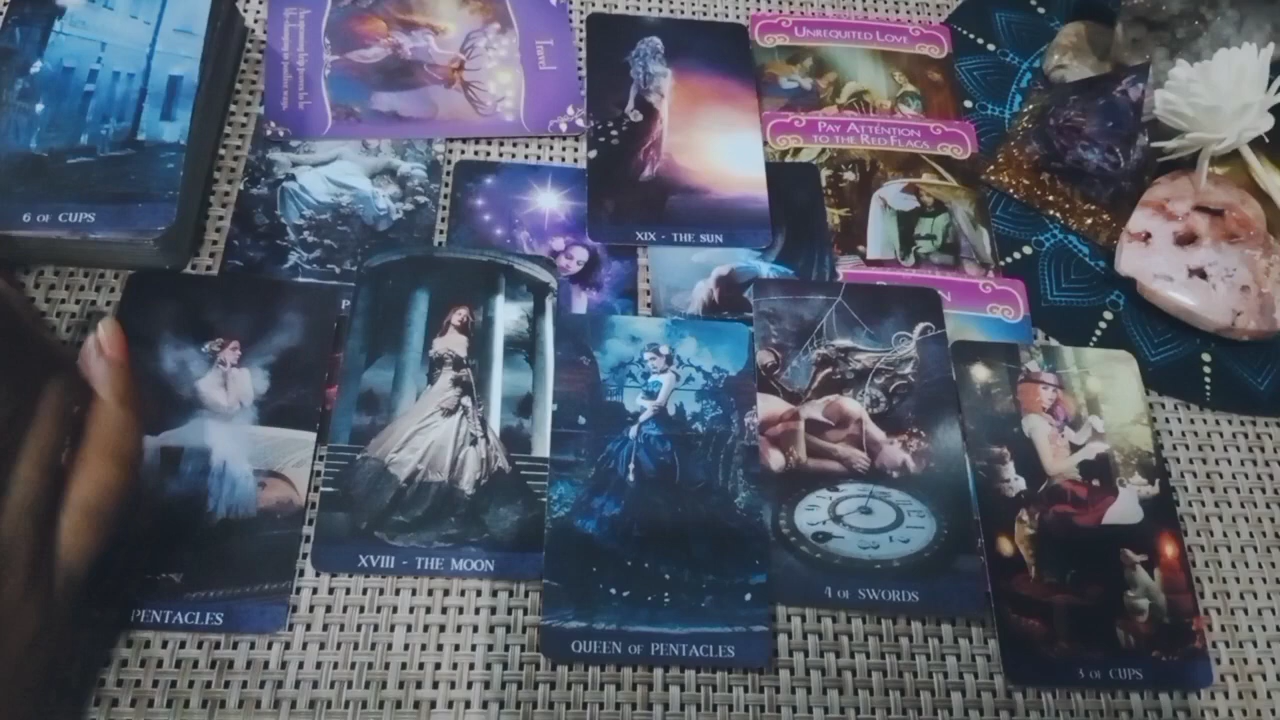 6 OF CUPS
Travel
XIX - THE SUN
UNREQUITED LOVE
PAY ATTENTION
TO THE RED FLAGS
P
PENTACLES
XVIII - THE MOON
QUEEN OF PENTACLES
4 OF SWORDS
3 OF CUPS